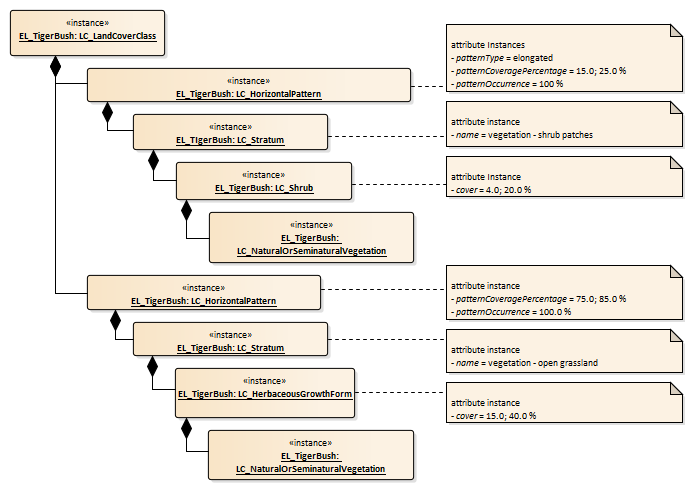 «instance»
EL_TigerBush: LC_LandCoverClass
«instance»
EL_TigerBush: LC_HorizontalPattern
attribute Instances
- patternType = elongated
- patternCoveragePercentage = 15.0; 25.0 %
- patternOccurrence = 100 %
«instance»
EL_TigerBush: LC_Stratum
attribute instance
- name = vegetation - shrub patches
«instance»
EL_TigerBush: LC_Shrub
attribute Instance
- cover = 4.0; 20.0 %
«instance»
EL_TigerBush:
LC_NaturalOrSeminaturalVegetation
«instance»
EL_TigerBush: LC_HorizontalPattern
attribute instance
- patternCoveragePercentage = 75.0; 85.0 %
- patternOccurrence = 100.0 %
«instance»
EL_TigerBush: LC_Stratum
attribute instance
- name = vegetation - open grassland
«instance»
EL_TigerBush: LC_HerbaceousGrowthForm
attribute instance
- cover = 15.0; 40.0 %
«instance»
EL_TigerBush:
LC_NaturalOrSeminaturalVegetation